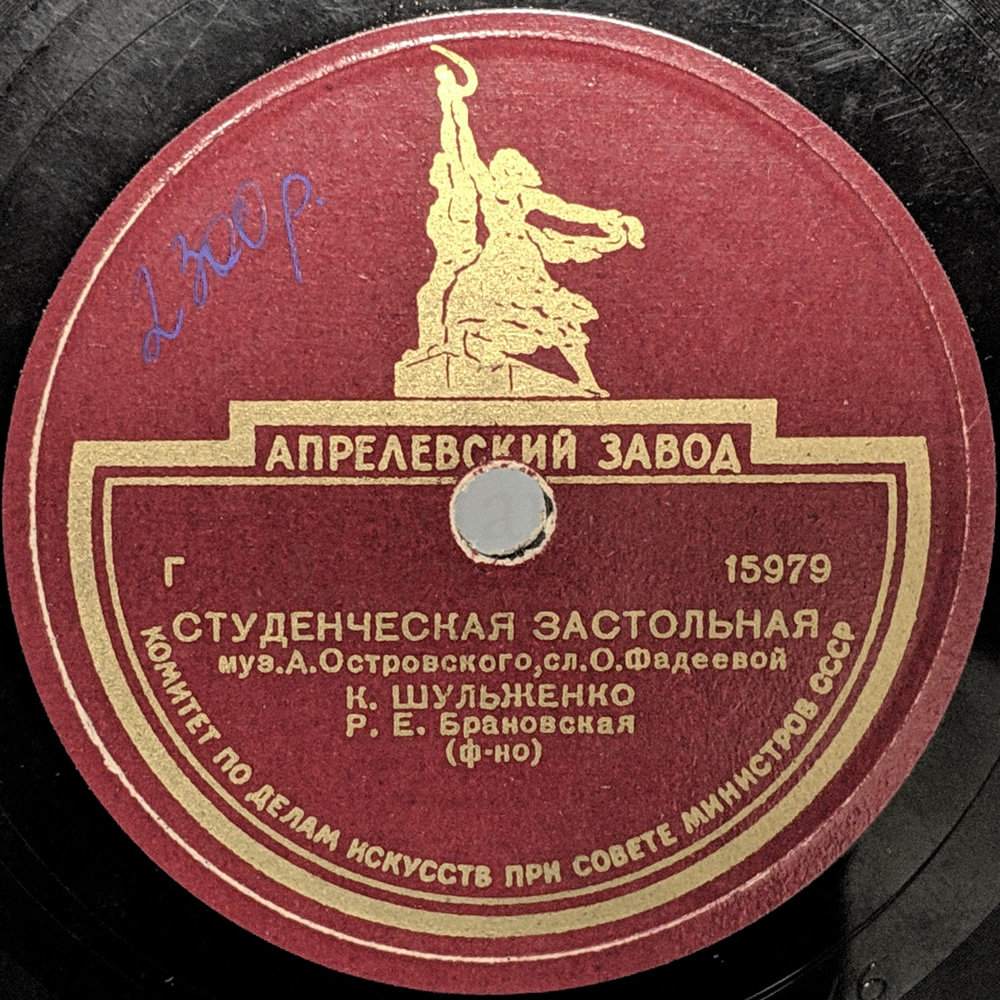 2300 р.
АПРЕЛЕВСКИЙ ЗАВОД
Г 15979
СТУДЕНЧЕСКАЯ ЗАСТОЛЬНАЯ
муз.А.Островского,сл.О.Фадеевой
К. ШУЛЬЖЕНКО
Р. Е. Брановская
(ф-но)
КОМИТЕТ ПО ДЕЛАМ ИСКУССТВ ПРИ СОВЕТЕ МИНИСТРОВ СССР